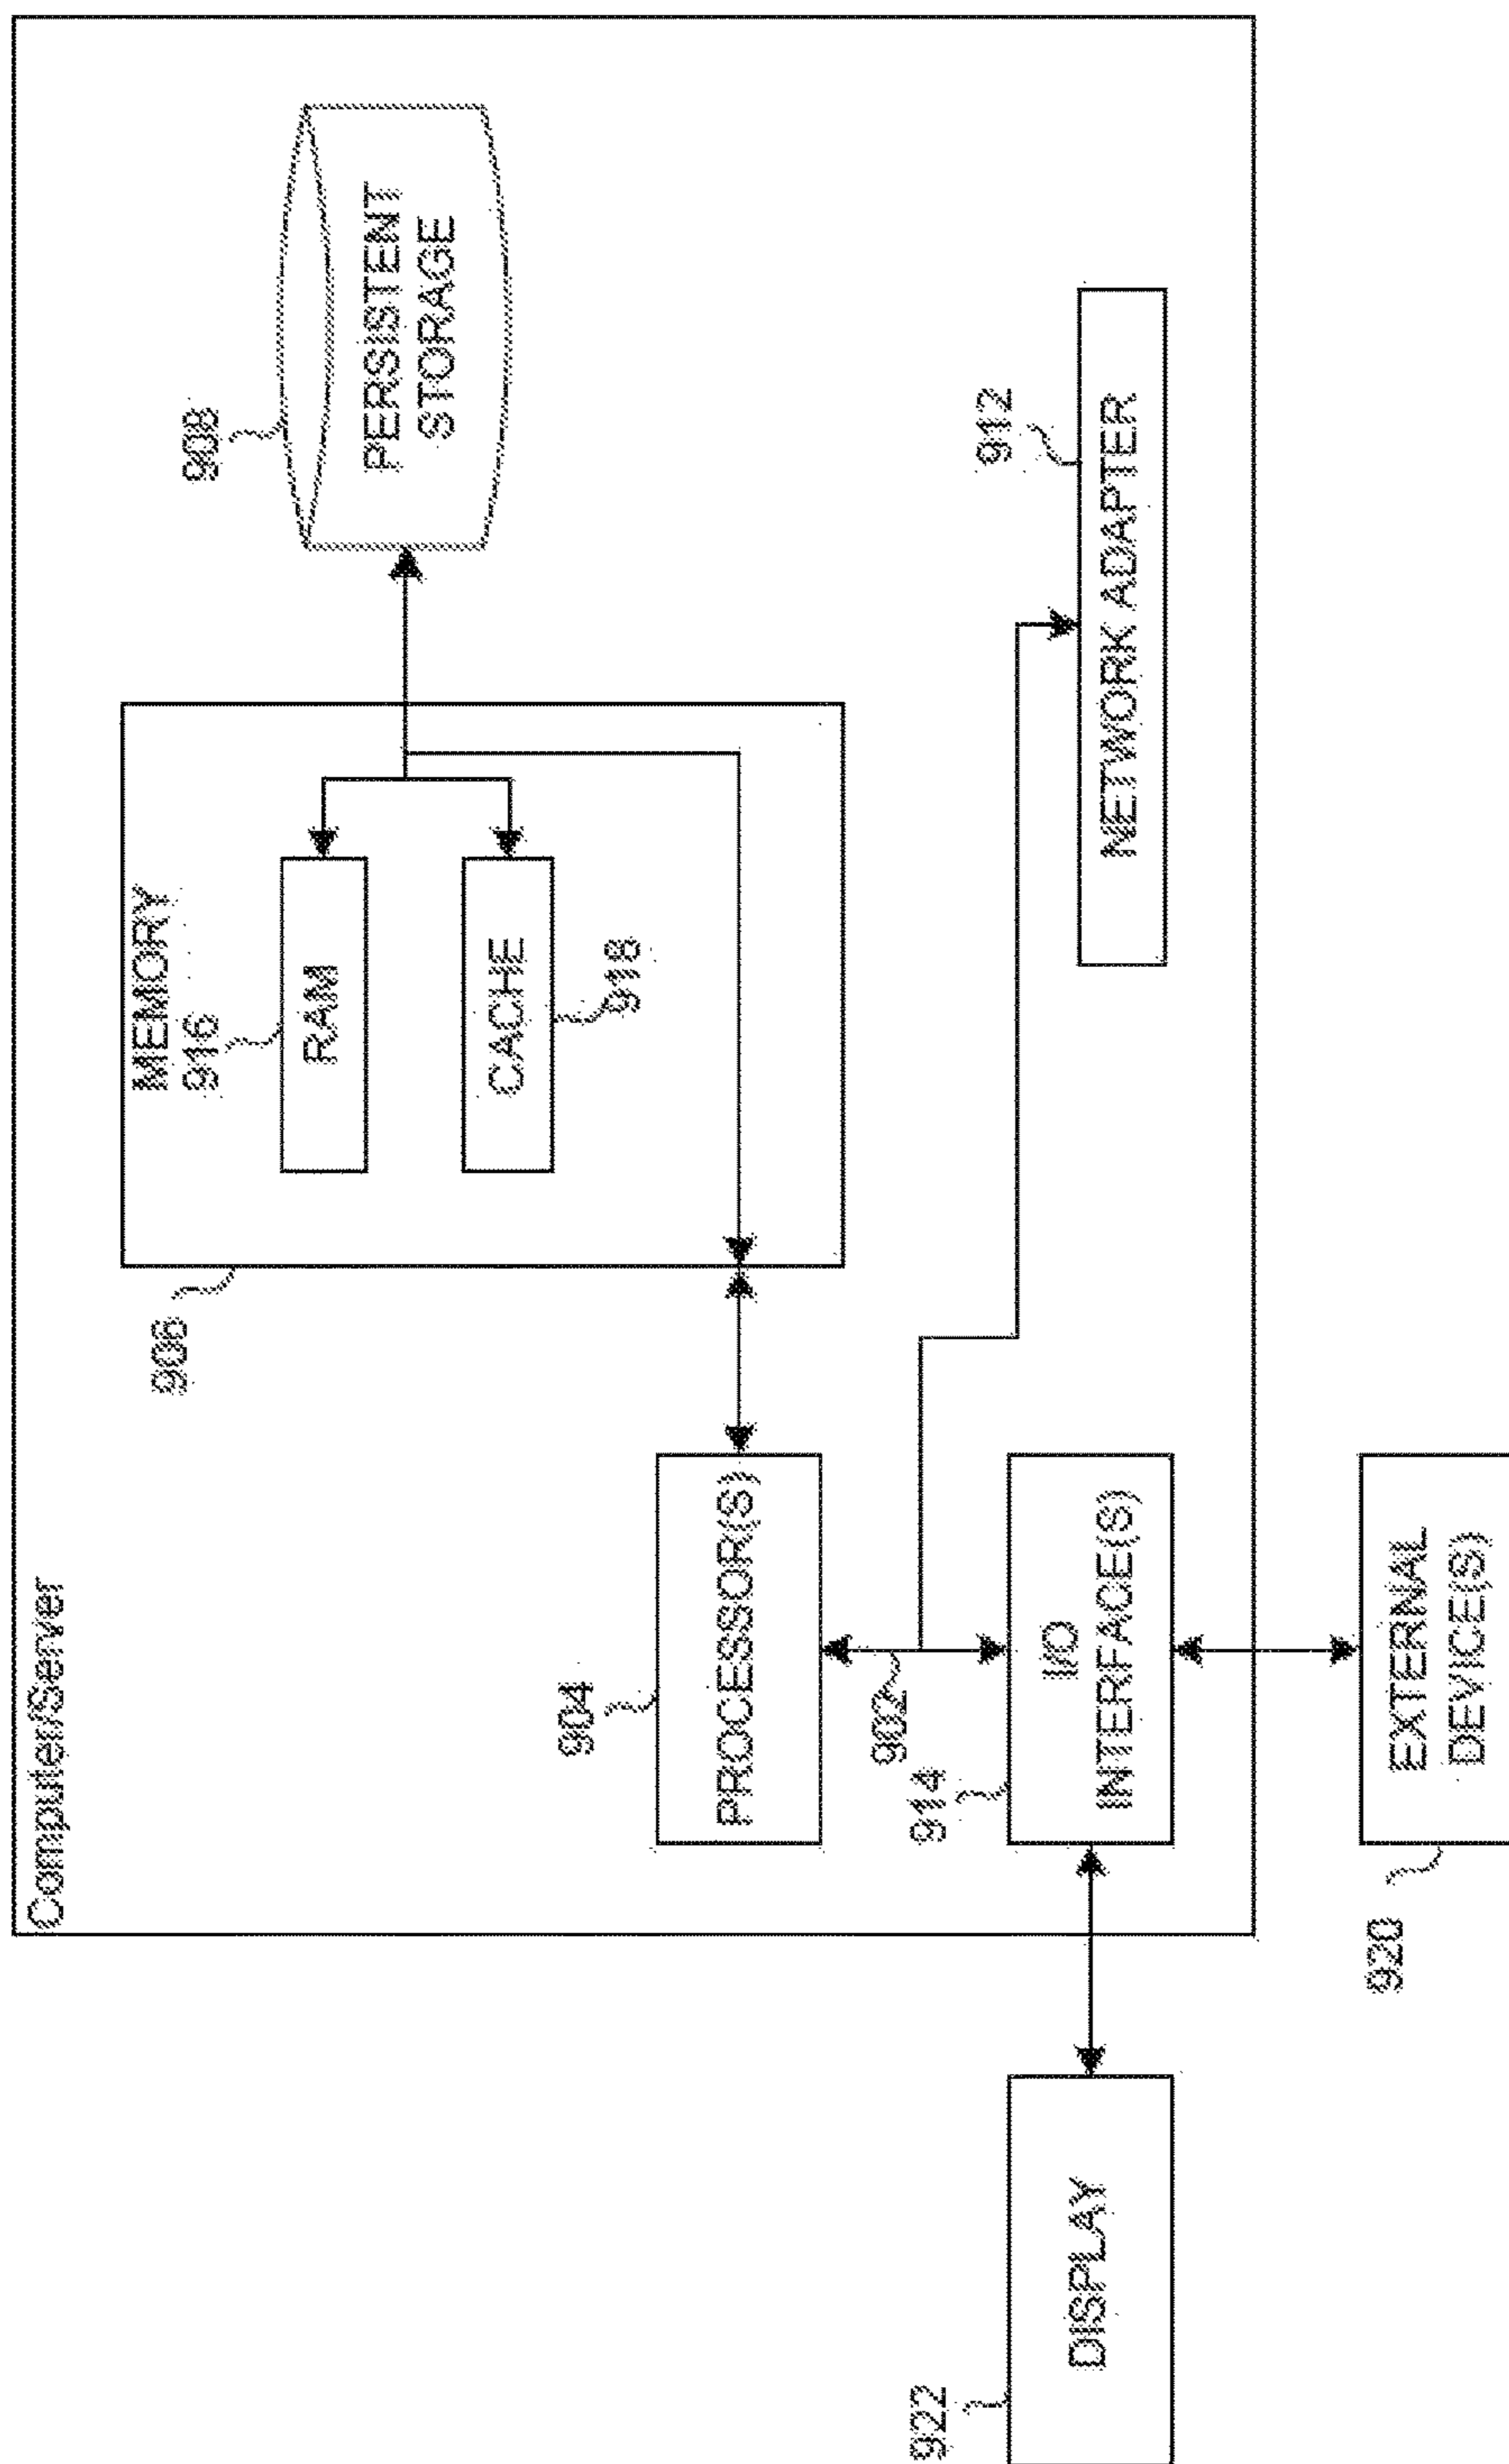 Computer/Server
906
MEMORY
916
RAM
CACHE
918
908
PERSISTENT
STORAGE
904
PROCESSOR(S)
902
914
I/O
INTERFACE(S)
912
NETWORK ADAPTER
922
DISPLAY
920
EXTERNAL
DEVICE(S)